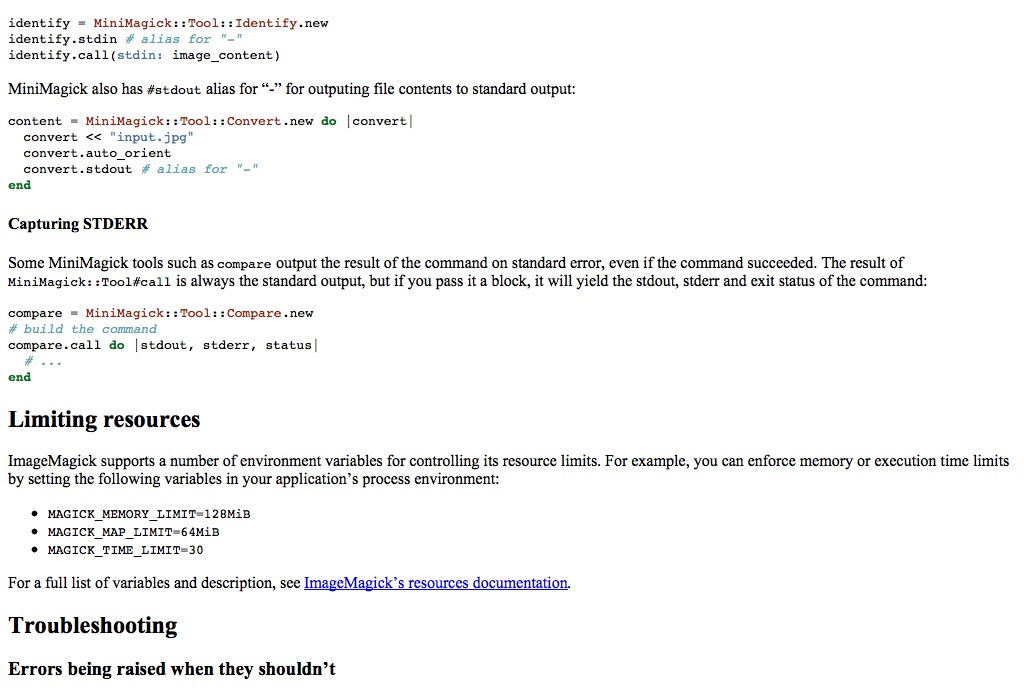 identify = MiniMagick::Tool::Identify.new
identify.stdin # alias for "-"
identify.call(stdin: image_content)
MiniMagick also has #stdout alias for “-” for outputing file contents to standard output:
content = MiniMagick::Tool::Convert.new do |convert|
  convert << "input.jpg"
  convert.auto_orient
  convert.stdout # alias for "-"
end
Capturing STDERR
Some MiniMagick tools such as compare output the result of the command on standard error, even if the command succeeded. The result of
MiniMagick::Tool#call is always the standard output, but if you pass it a block, it will yield the stdout, stderr and exit status of the command:
compare = MiniMagick::Tool::Compare.new
# build the command
compare.call do |stdout, stderr, status|
  # ...
end
Limiting resources
ImageMagick supports a number of environment variables for controlling its resource limits. For example, you can enforce memory or execution time limits
by setting the following variables in your application’s process environment:
• MAGICK_MEMORY_LIMIT=128MiB
• MAGICK_MAP_LIMIT=64MiB
• MAGICK_TIME_LIMIT=30
For a full list of variables and description, see ImageMagick’s resources documentation.
Troubleshooting
Errors being raised when they shouldn’t